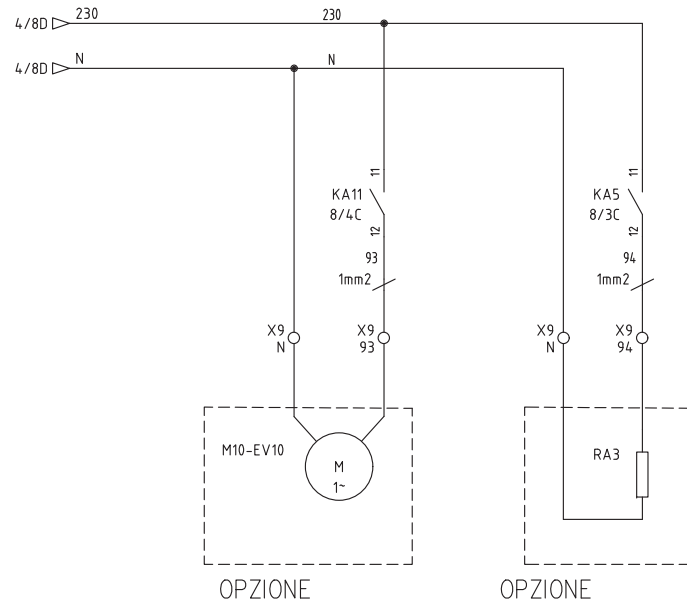 4/8D 230 230
4/8D N N
11 11
KA11 KA5
8/4C 8/3C
12 12
93 94
1mm2 1mm2
X9 X9 X9 X9
N 93 N 94
M10-EV10 RA3
M
1~
OPZIONE OPZIONE